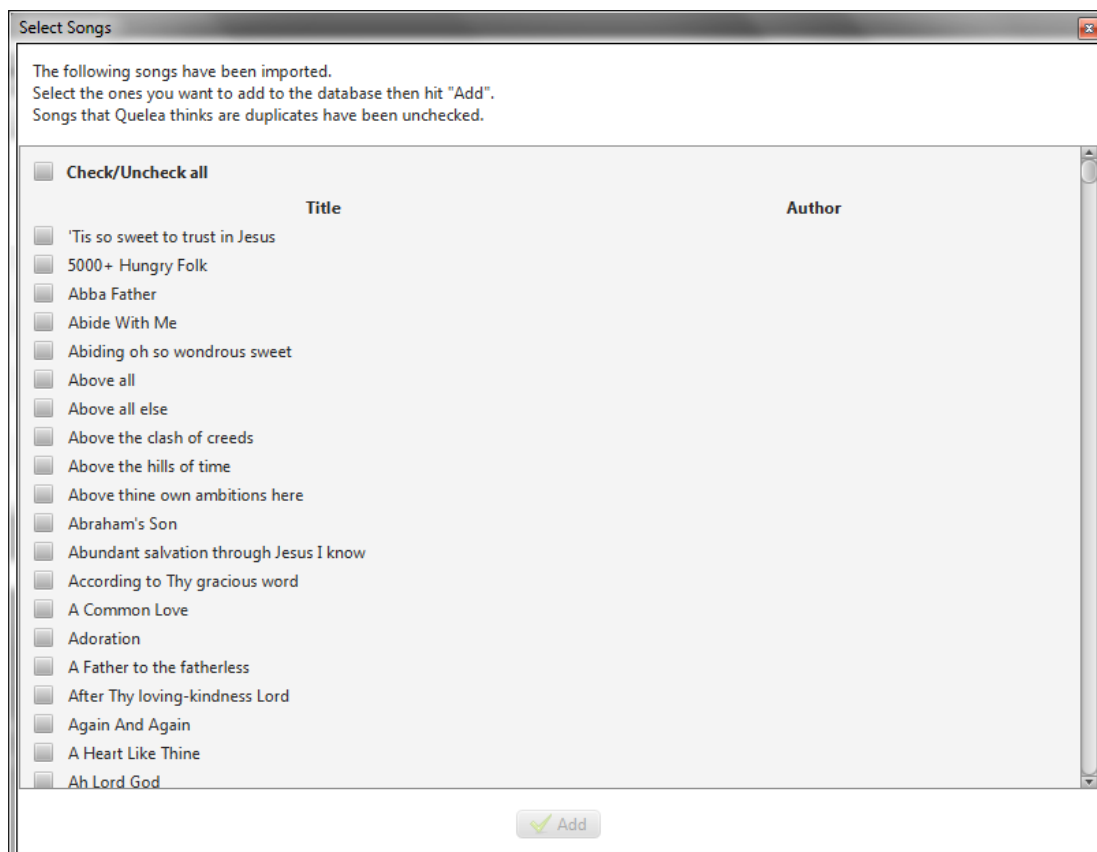 Select Songs
The following songs have been imported.
Select the ones you want to add to the database then hit "Add".
Songs that Quelea thinks are duplicates have been unchecked.
Check/Uncheck all
Title Author
'Tis so sweet to trust in Jesus
5000+ Hungry Folk
Abba Father
Abide With Me
Abiding oh so wondrous sweet
Above all
Above all else
Above the clash of creeds
Above the hills of time
Above thine own ambitions here
Abraham's Son
Abundant salvation through Jesus I know
According to Thy gracious word
A Common Love
Adoration
A Father to the fatherless
After Thy loving-kindness Lord
Again And Again
A Heart Like Thine
Ah Lord God
Add